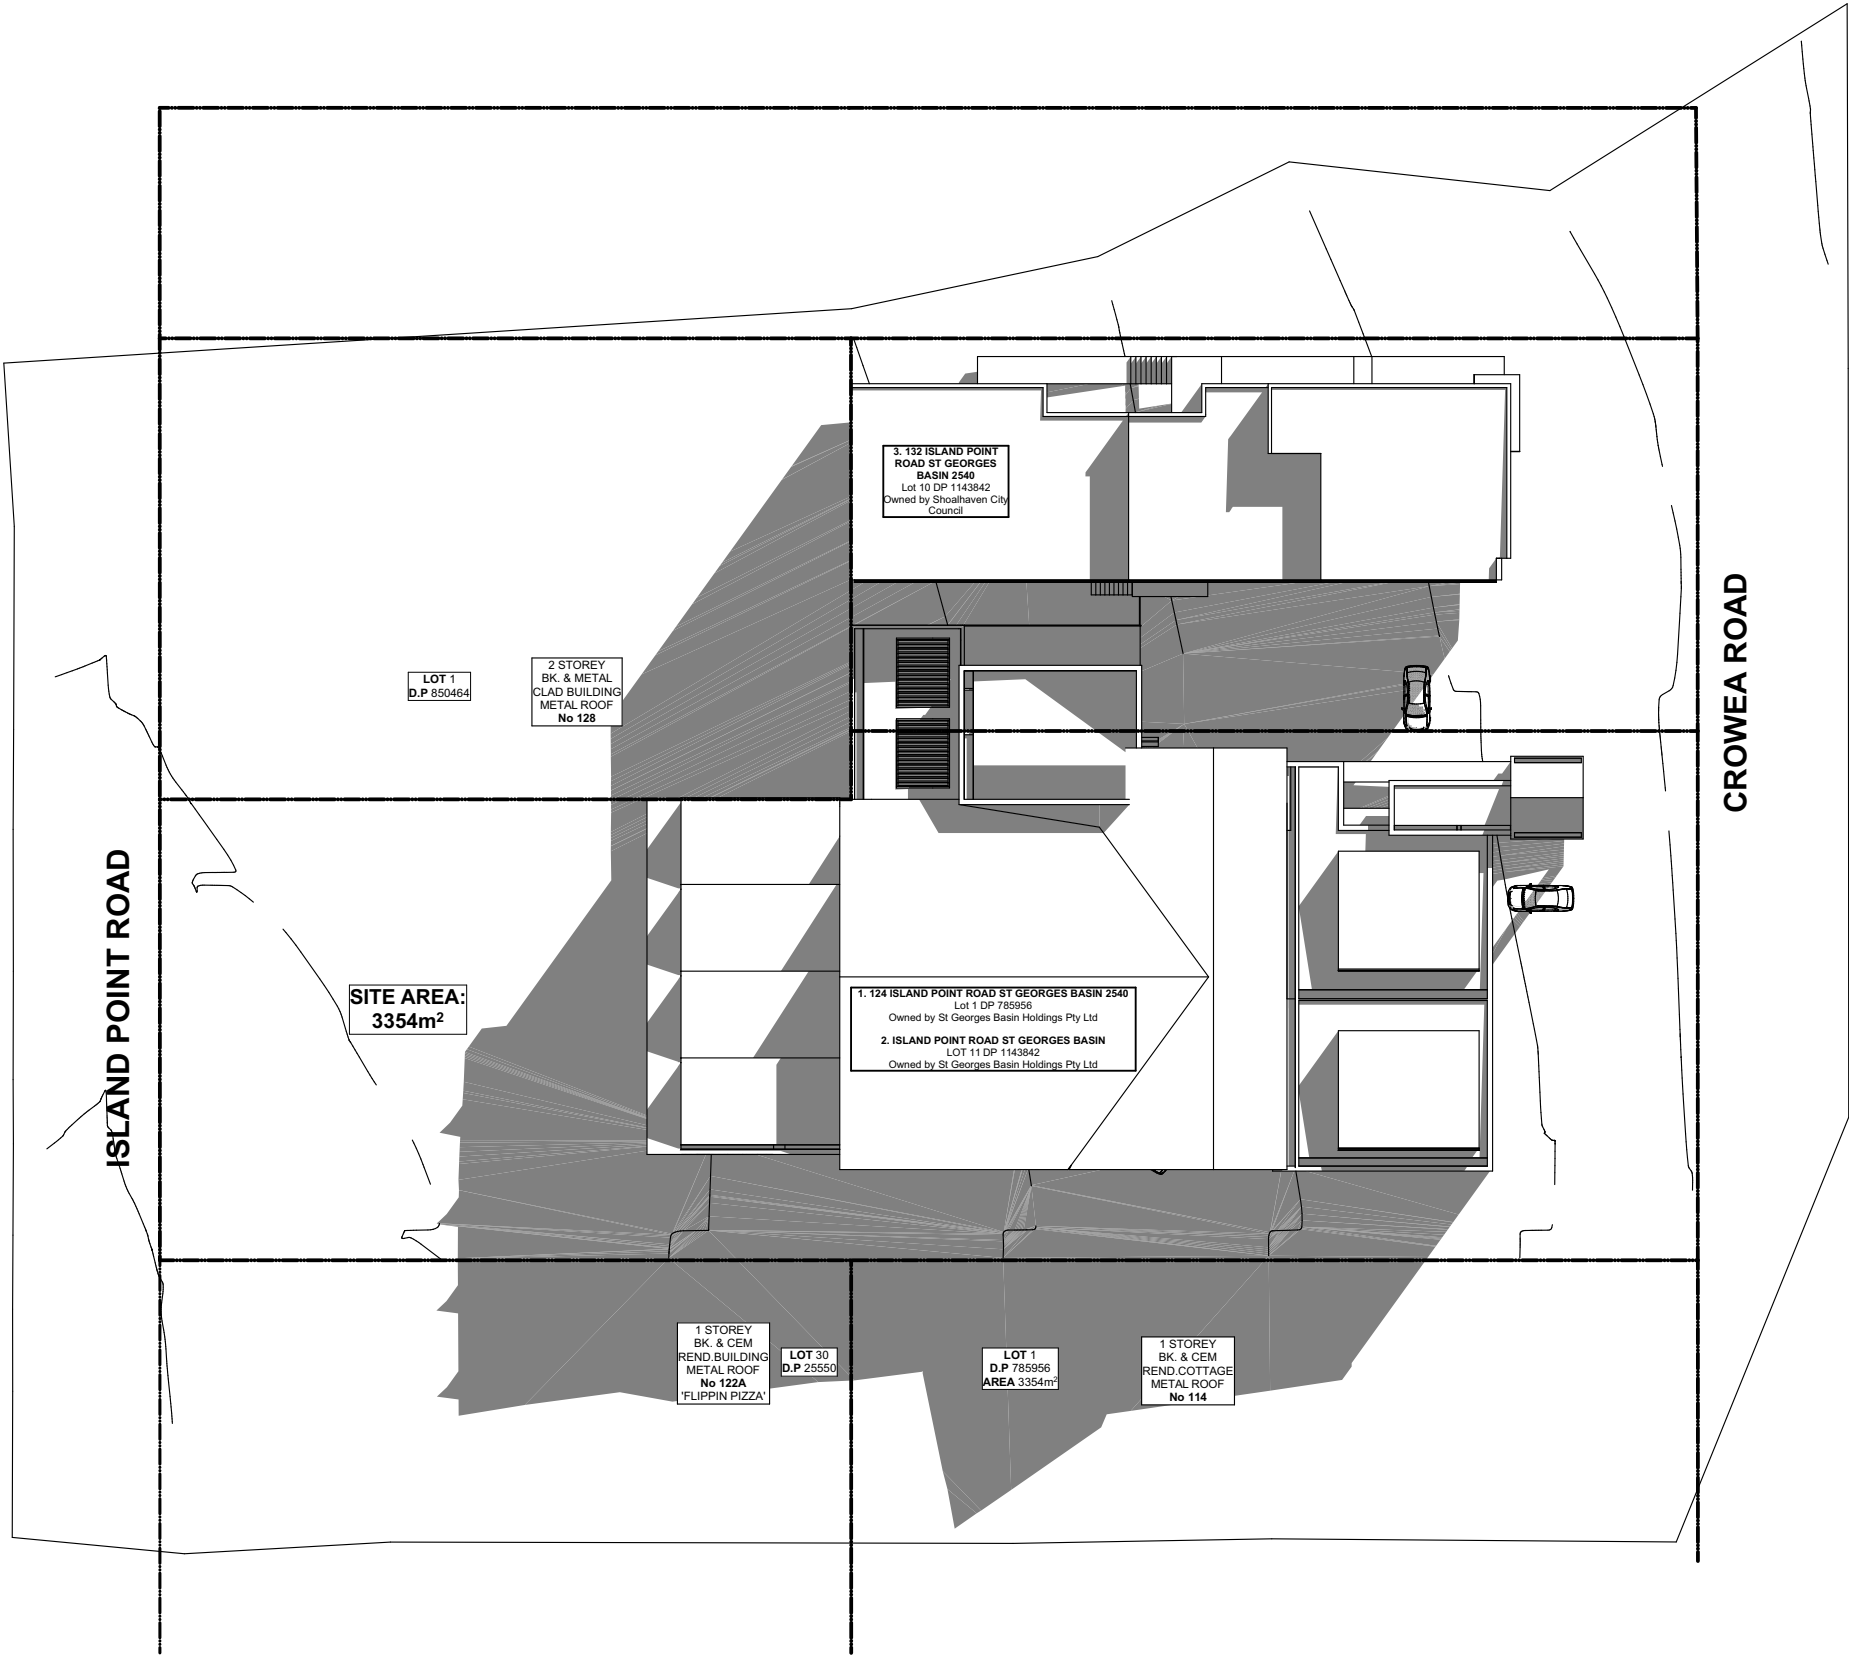 3. 132 ISLAND POINT
ROAD ST GEORGES
BASIN 2540
Lot 10 DP 1143842
Owned by Shoalhaven City
Council
CROWEA ROAD
LOT 1
D.P 850464
2 STOREY
BK. & METAL
CLAD BUILDING
METAL ROOF
No 128
ISLAND POINT ROAD
SITE AREA:
3354m²
1. 124 ISLAND POINT ROAD ST GEORGES BASIN 2540
Lot 1 DP 785956
Owned by St Georges Basin Holdings Pty Ltd
2. ISLAND POINT ROAD ST GEORGES BASIN
LOT 11 DP 1143842
Owned by St Georges Basin Holdings Pty Ltd
1 STOREY
BK. & CEM
REND.BUILDING
METAL ROOF
No 122A
'FLIPPIN PIZZA'
LOT 30
D.P 25550
LOT 1
D.P 785956
AREA 3354m²
1 STOREY
BK. & CEM
REND.COTTAGE
METAL ROOF
No 114